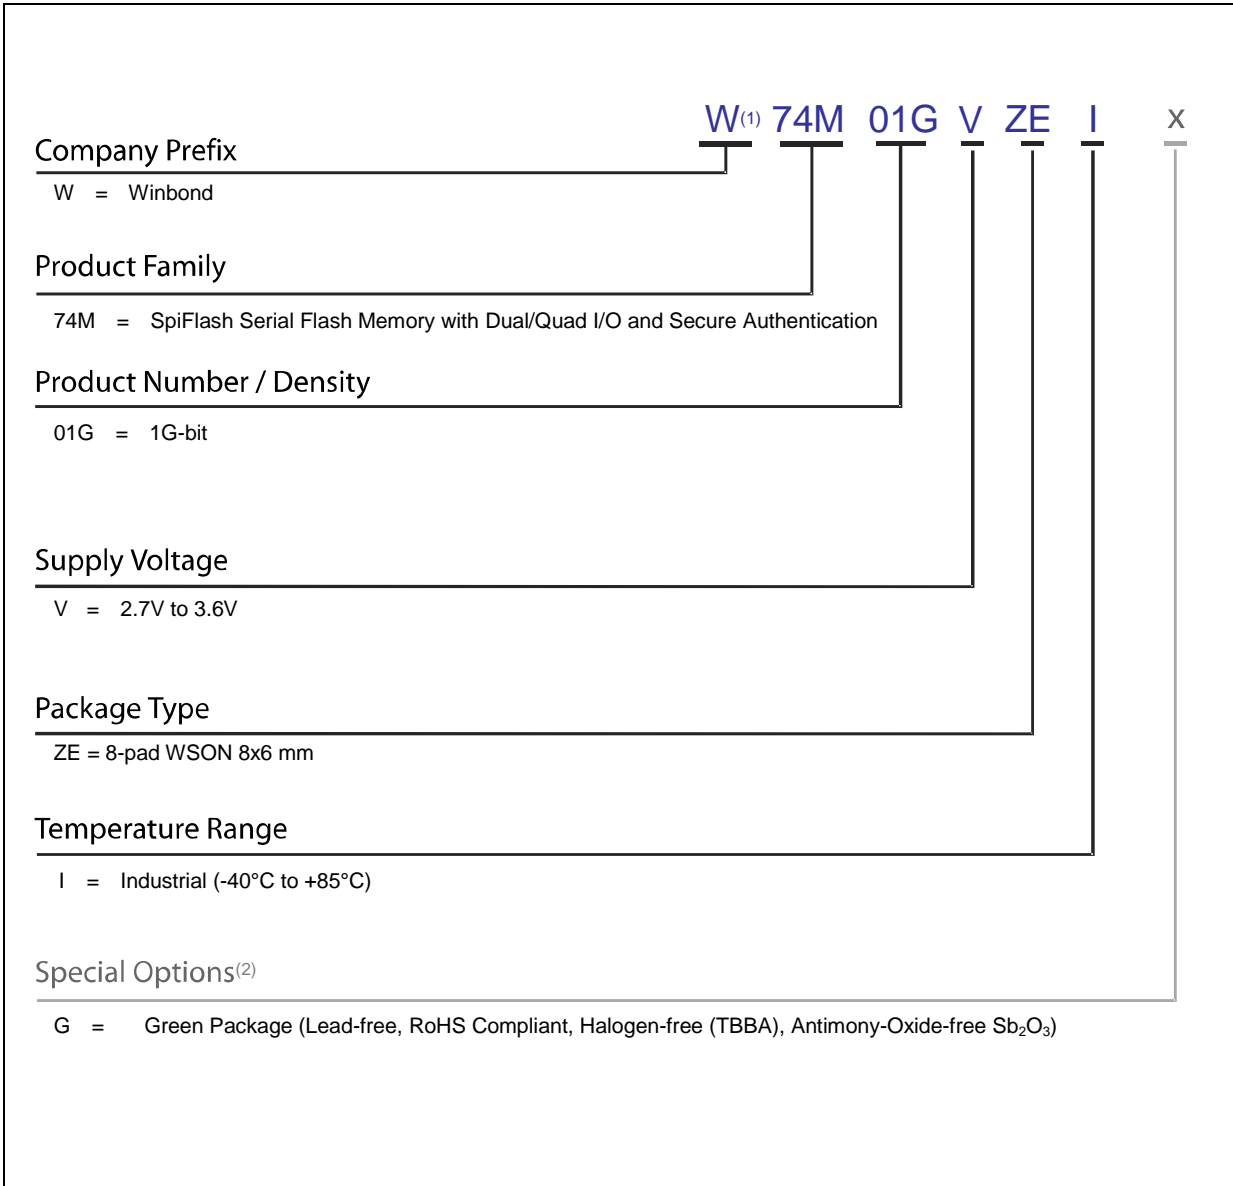 W(1) 74M 01G V ZE I x
Company Prefix
W = Winbond
Product Family
74M = SpiFlash Serial Flash Memory with Dual/Quad I/O and Secure Authentication
Product Number / Density
01G = 1G-bit
Supply Voltage
V = 2.7V to 3.6V
Package Type
ZE = 8-pad WSON 8x6 mm
Temperature Range
I = Industrial (-40°C to +85°C)
Special Options(2)
G = Green Package (Lead-free, RoHS Compliant, Halogen-free (TBBA), Antimony-Oxide-free Sb₂O₃)